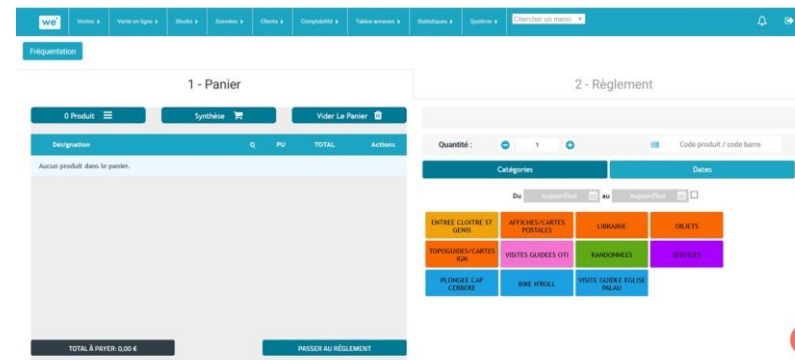 we
Ventes
Vente en ligne
Stocks
Données
Clients
Comptabilité
Tables annexes
Statistiques
Système
Chercher un menu
Fréquentation
1 - Panier
2 - Règlement
0 Produit
Synthèse
Vider Le Panier
Désignation Q PU TOTAL Actions
Aucun produit dans le panier.
Quantité : 1
Code produit / code barre
Catégories
Dates
Du Aujourd'hui au Aujourd'hui
ENTREE CLOITRE ST
GENIS
AFFICHES/CARTES
POSTALES
LIBRAIRIE
OBJETS
TOPOGUIDES/CARTES
IGN
VISITES GUIDEES OTI
RANDONNEES
SERVICES
PLONGEE CAP
CERBERE
BIKE N'ROLL
VISITE GUIDEE EGLISE
PALAU
TOTAL À PAYER: 0,00 €
PASSER AU RÈGLEMENT